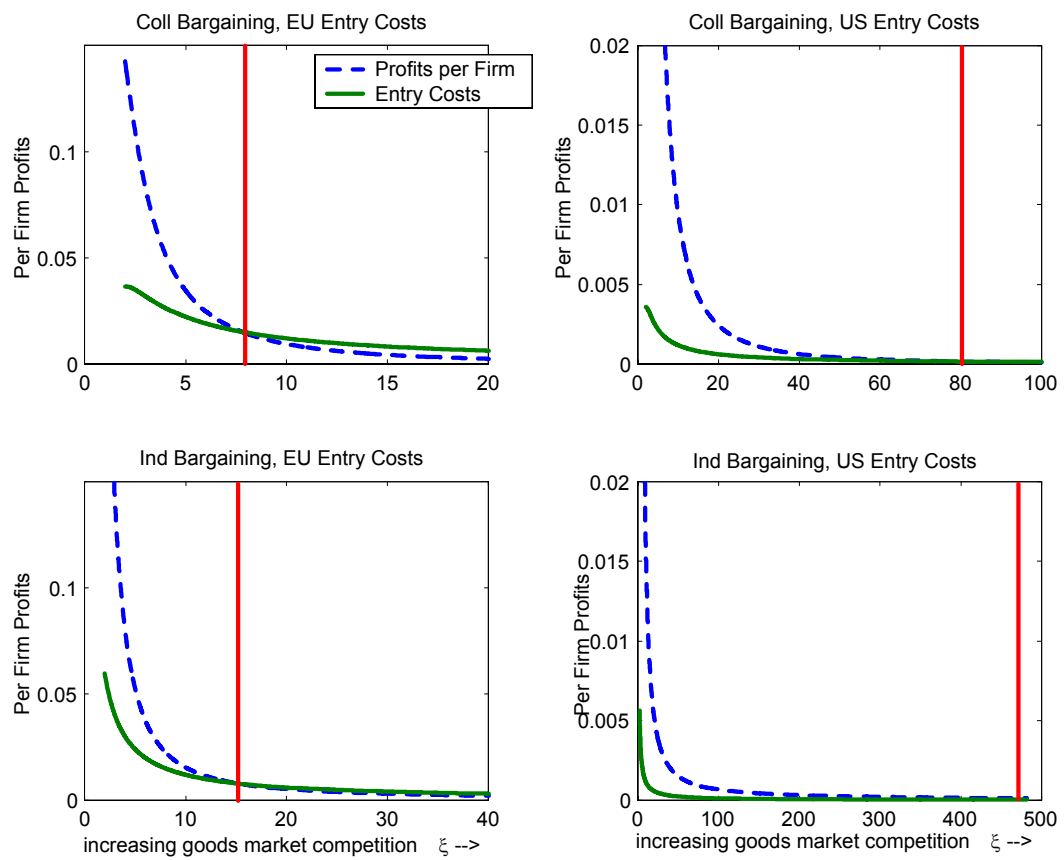 Coll Bargaining, EU Entry Costs
Per Firm Profits
0.1
0.05
0
0 5 10 15 20
Profits per Firm
Entry Costs
Coll Bargaining, US Entry Costs
Per Firm Profits
0.02
0.015
0.01
0.005
0
0 20 40 60 80 100
Ind Bargaining, EU Entry Costs
Per Firm Profits
0.1
0.05
0
0 10 20 30 40
increasing goods market competition ξ -->
Ind Bargaining, US Entry Costs
Per Firm Profits
0.02
0.015
0.01
0.005
0
0 100 200 300 400 500
increasing goods market competition ξ -->